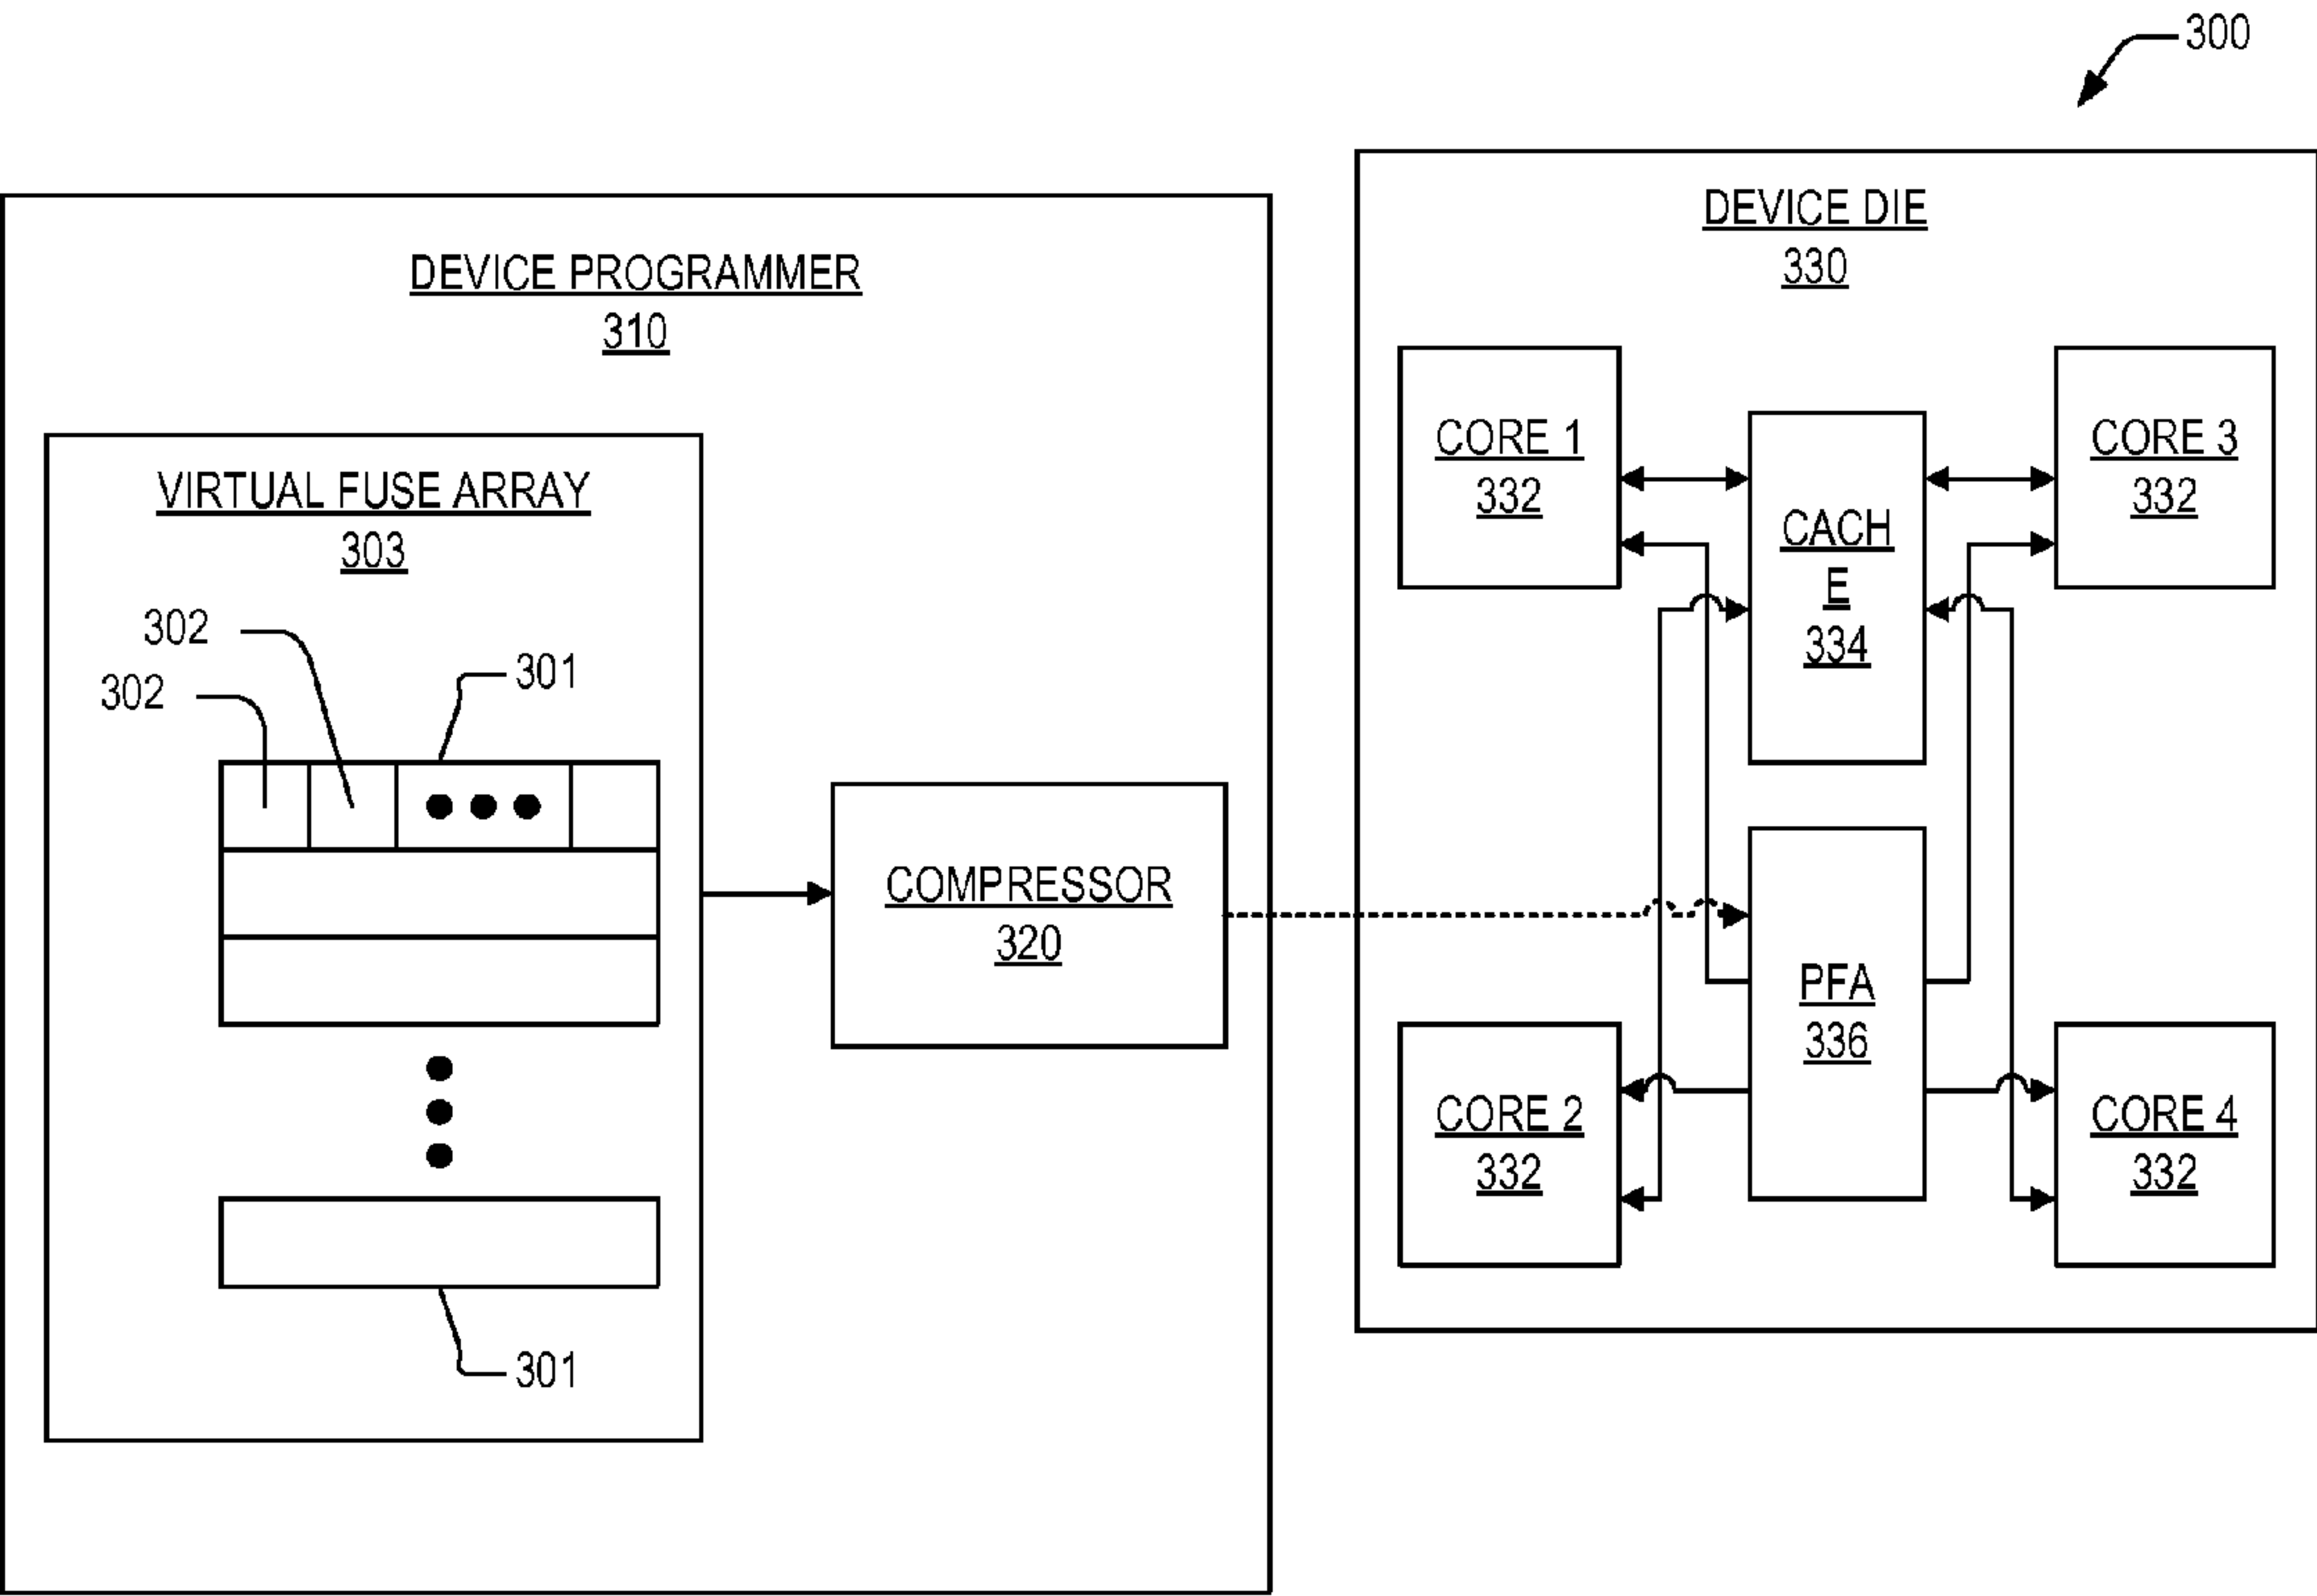 300
DEVICE PROGRAMMER
310
VIRTUAL FUSE ARRAY
303
302
302
301
301
COMPRESSOR
320
DEVICE DIE
330
CORE 1
332
CACH
E
334
CORE 3
332
PFA
336
CORE 2
332
CORE 4
332